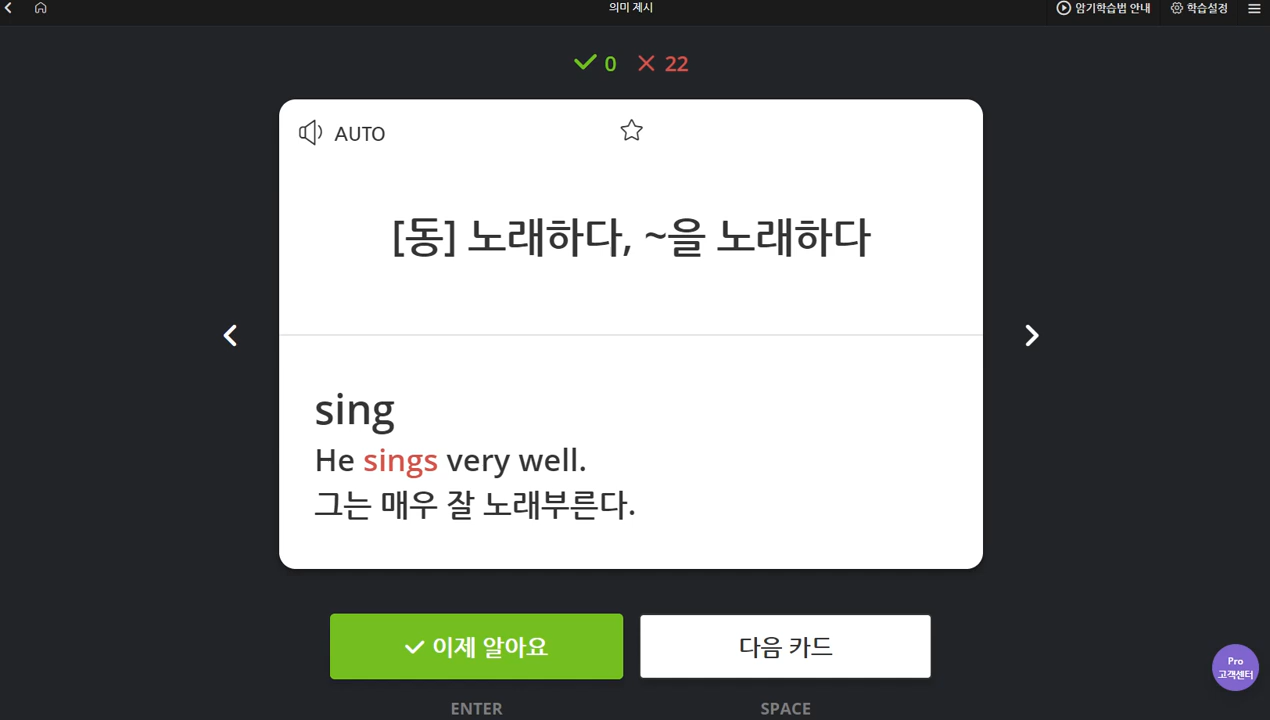 의미 제시
암기학습법 안내
학습설정
0
22
AUTO
[동] 노래하다, ~을 노래하다
sing
He sings very well.
그는 매우 잘 노래부른다.
이제 알아요
다음 카드
Pro
고객센터
ENTER
SPACE